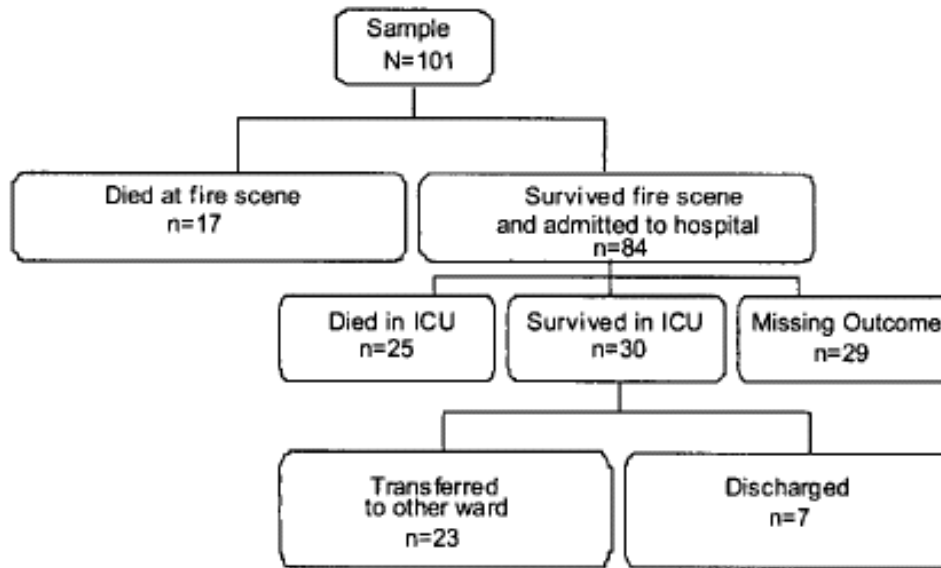 Sample
N=101
Died at fire scene
n=17
Survived fire scene
and admitted to hospital
n=84
Died in ICU
n=25
Survived in ICU
n=30
Missing Outcome
n=29
Transferred
to other ward
n=23
Discharged
n=7